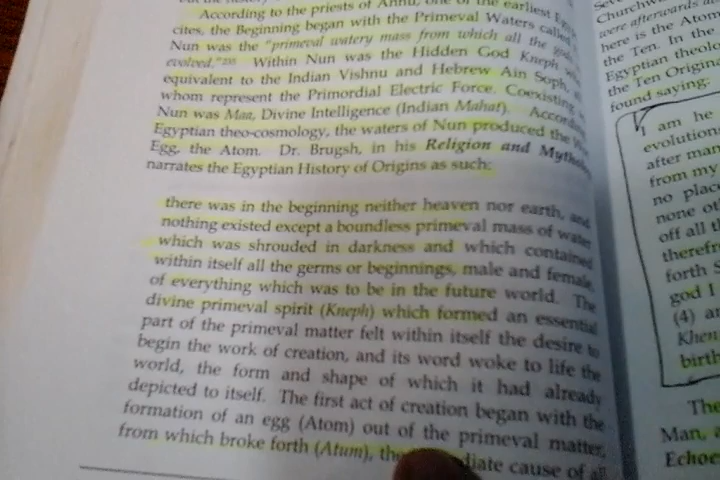 According to the priests of Annu, one of the earliest
cites, the Beginning began with the Primeval Waters called
Nun was the "primeval watery mass from which all the
evolved." Within Nun was the Hidden God Kneph
equivalent to the Indian Vishnu and Hebrew Ain Soph,
whom represent the Primordial Electric Force. Coexisting
Nun was Maa, Divine Intelligence (Indian Mahat).
Egyptian theo-cosmology, the waters of Nun produced the
Egg, the Atom. Dr. Brugsh, in his Religion and
narrates the Egyptian History of Origins as such:
there was in the beginning neither heaven nor earth, and
nothing existed except a boundless primeval mass of water
which was shrouded in darkness and which contained
within itself all the germs or beginnings, male and female,
of everything which was to be in the future world. The
divine primeval spirit (Kneph) which formed an essential
part of the primeval matter felt within itself the desire to
begin the work of creation, and its word woke to life the
world, the form and shape of which it had already
depicted to itself. The first act of creation began with the
formation of an egg (Atom) out of the primeval matter,
from which broke forth (Atum), the diate cause of all
were afterwards
here is the Atom
the Ten. In the
Egyptian
the Ten
found saying:
I am he
evolution
after man
from my
no place
none
off all
forth
god I
(4)
birth
The
Man,